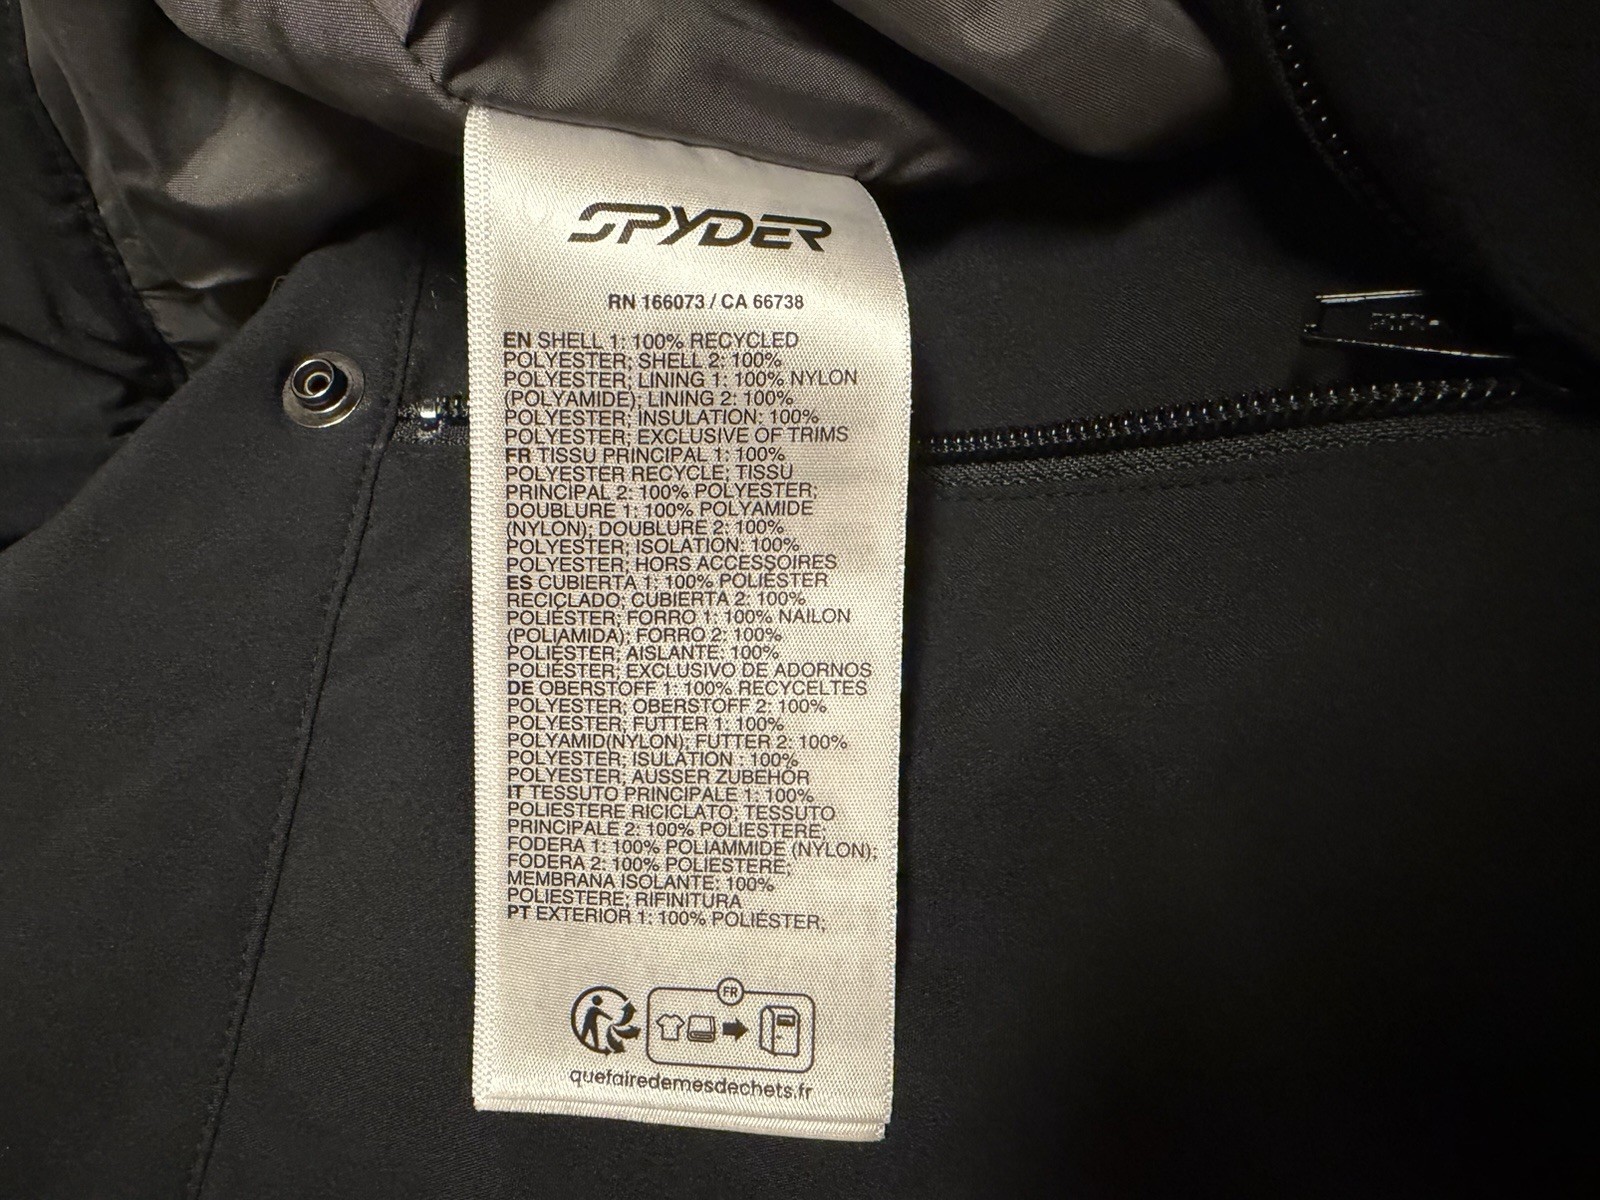 SPYDER
RN 166073 / CA 66738
EN SHELL 1: 100% RECYCLED
POLYESTER; SHELL 2: 100%
POLYESTER; LINING 1: 100% NYLON
(POLYAMIDE); LINING 2: 100%
POLYESTER; INSULATION: 100%
POLYESTER; EXCLUSIVE OF TRIMS
FR TISSU PRINCIPAL 1: 100%
POLYESTER RECYCLE; TISSU
PRINCIPAL 2: 100% POLYESTER;
DOUBLURE 1: 100% POLYAMIDE
(NYLON); DOUBLURE 2: 100%
POLYESTER; ISOLATION: 100%
POLYESTER; HORS ACCESSOIRES
ES CUBIERTA 1: 100% POLIÉSTER
RECICLADO; CUBIERTA 2: 100%
POLIÉSTER; FORRO 1: 100% NAILON
(POLIAMIDA); FORRO 2: 100%
POLIÉSTER; AISLANTE: 100%
POLIÉSTER; EXCLUSIVO DE ADORNOS
DE OBERSTOFF 1: 100% RECYCELTES
POLYESTER; OBERSTOFF 2: 100%
POLYESTER; FUTTER 1: 100%
POLYAMID(NYLON); FUTTER 2: 100%
POLYESTER; ISULATION : 100%
POLYESTER; AUSSER ZUBEHÖR
IT TESSUTO PRINCIPALE 1: 100%
POLIESTERE RICICLATO; TESSUTO
PRINCIPALE 2: 100% POLIESTERE;
FODERA 1: 100% POLIAMMIDE (NYLON);
FODERA 2: 100% POLIESTERE;
MEMBRANA ISOLANTE: 100%
POLIESTERE; RIFINITURA
PT EXTERIOR 1: 100% POLIÉSTER;
FR
quefairedemesdechets.fr